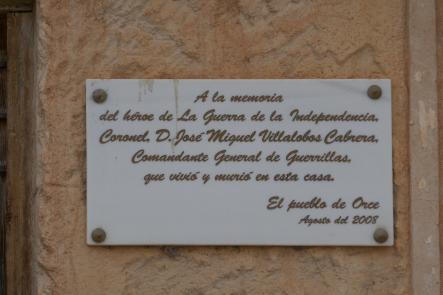 A la memoria
del héroe de La Guerra de la Independencia,
Coronel, D. José Miguel Villalobos Cabrera,
Comandante General de Guerrillas,
que vivió y murió en esta casa.
El pueblo de Orce
Agosto del 2008